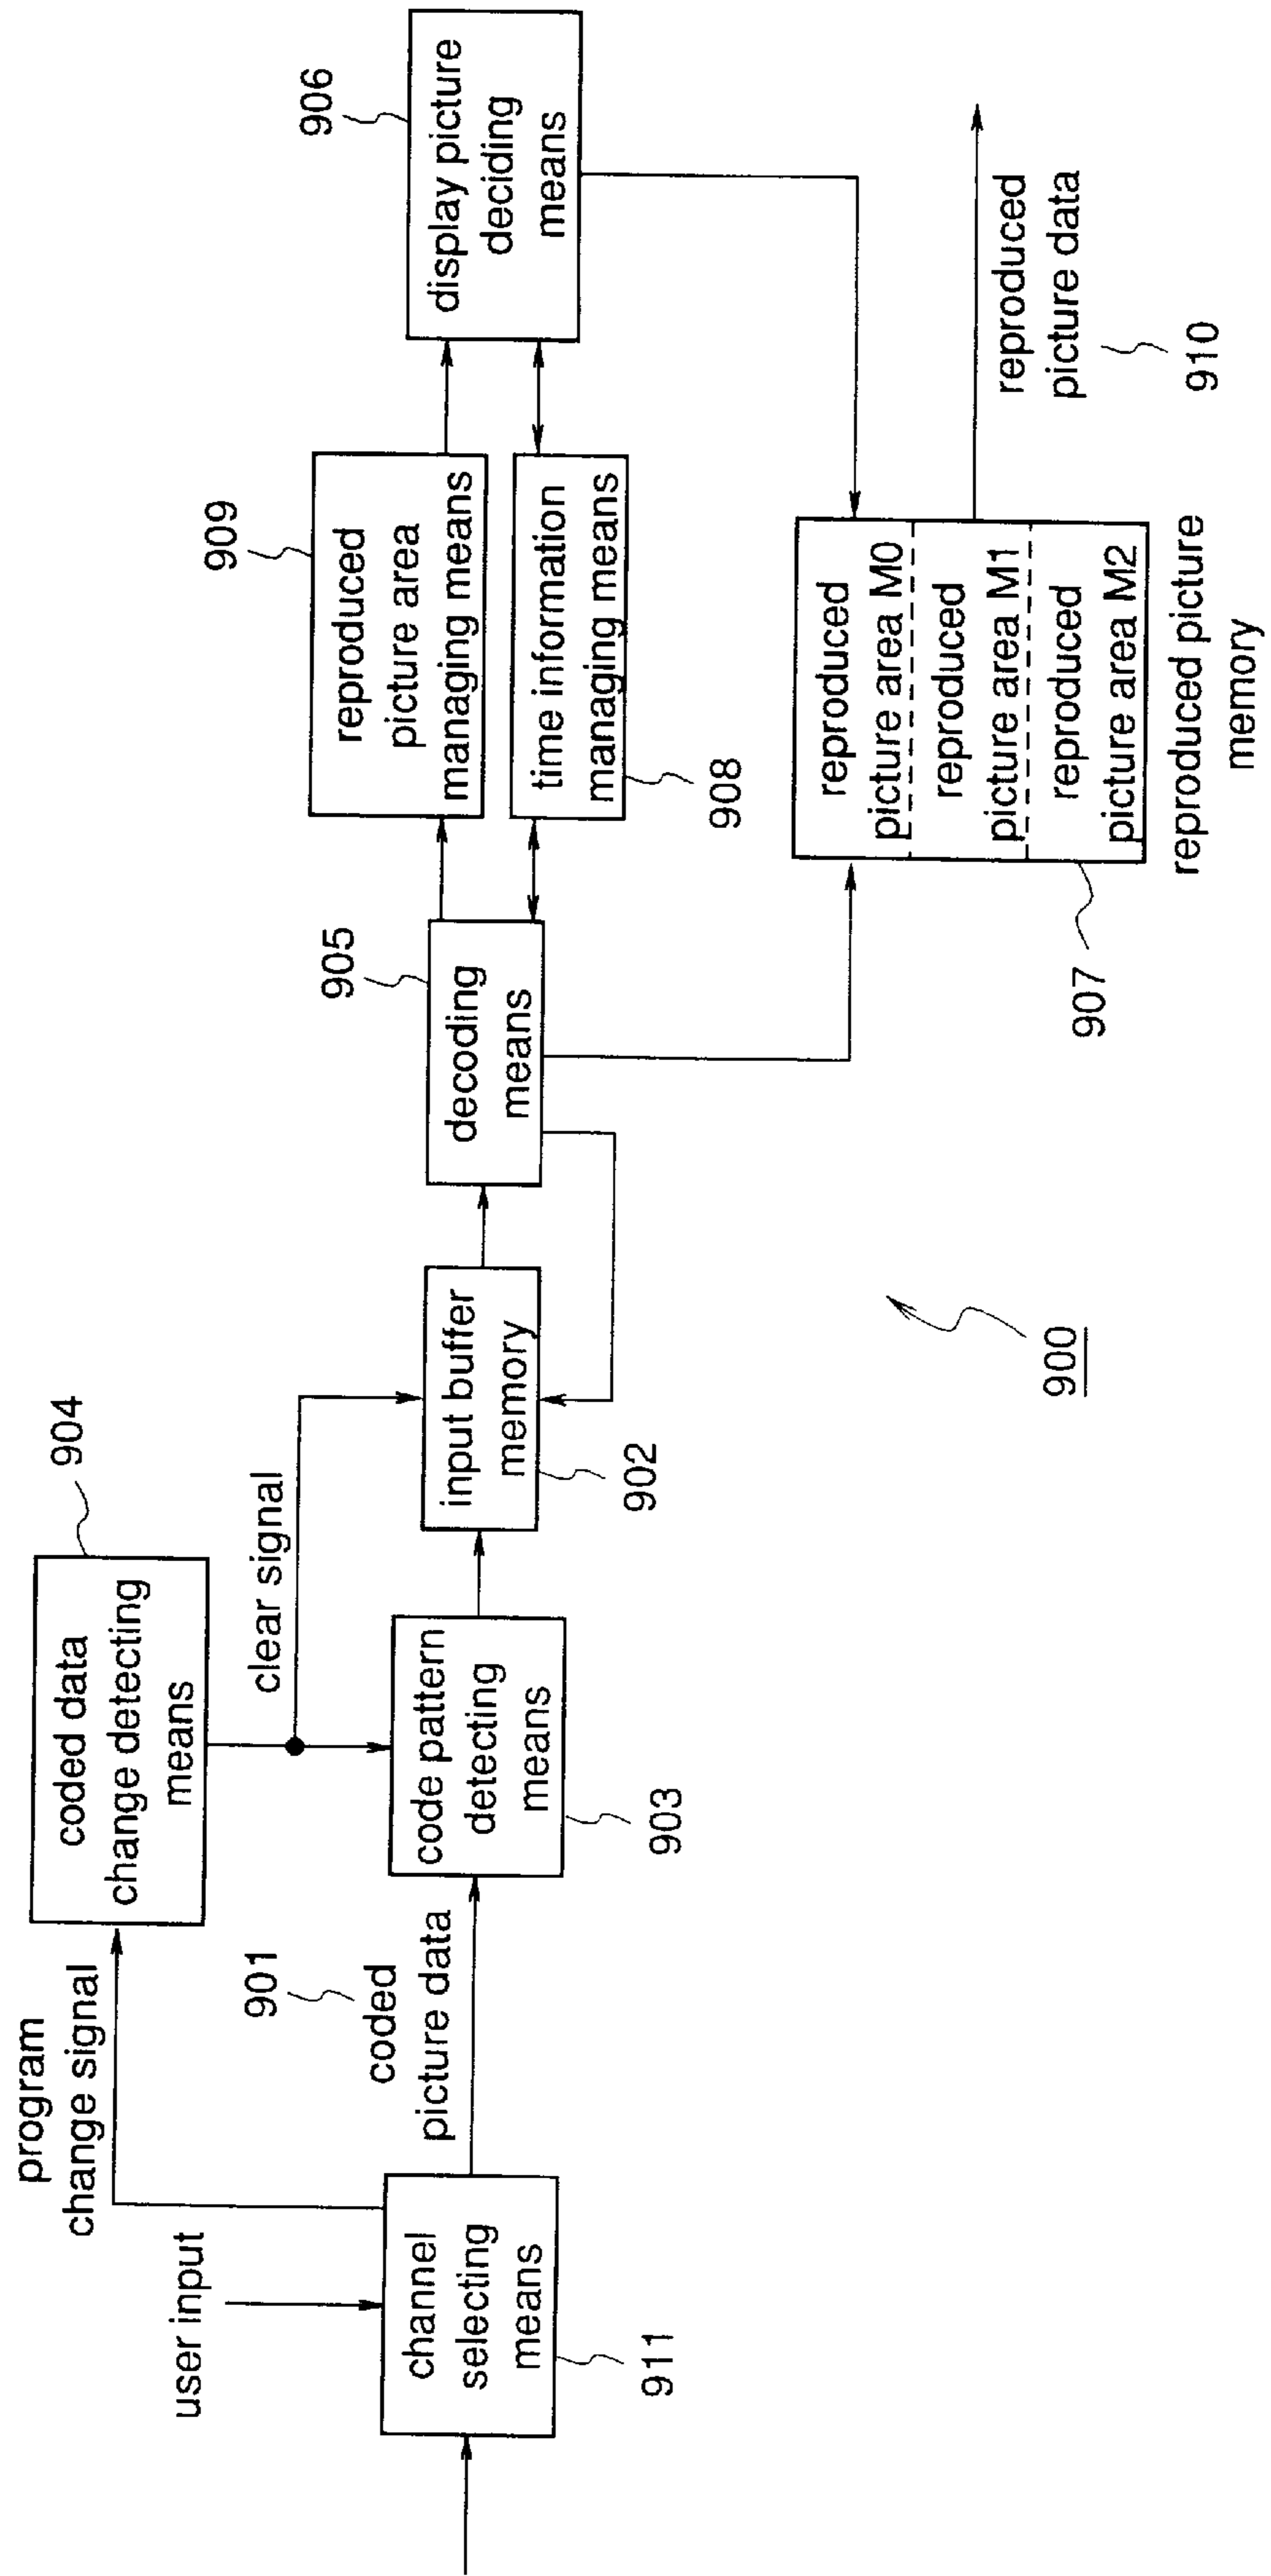 user input
program
change signal
channel
selecting
means
911
901
coded
picture data
904
coded data
change detecting
means
clear signal
code pattern
detecting
means
903
input buffer
memory
902
905
decoding
means
909
reproduced
picture area
managing means
time information
managing means
908
906
display picture
deciding
means
reproduced
picture area M0
reproduced
picture area M1
reproduced
picture area M2
907
reproduced picture
memory
reproduced
picture data
910
900